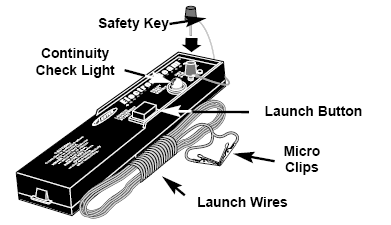 Safety Key
Continuity
Check Light
Launch Button
Micro
Clips
Launch Wires